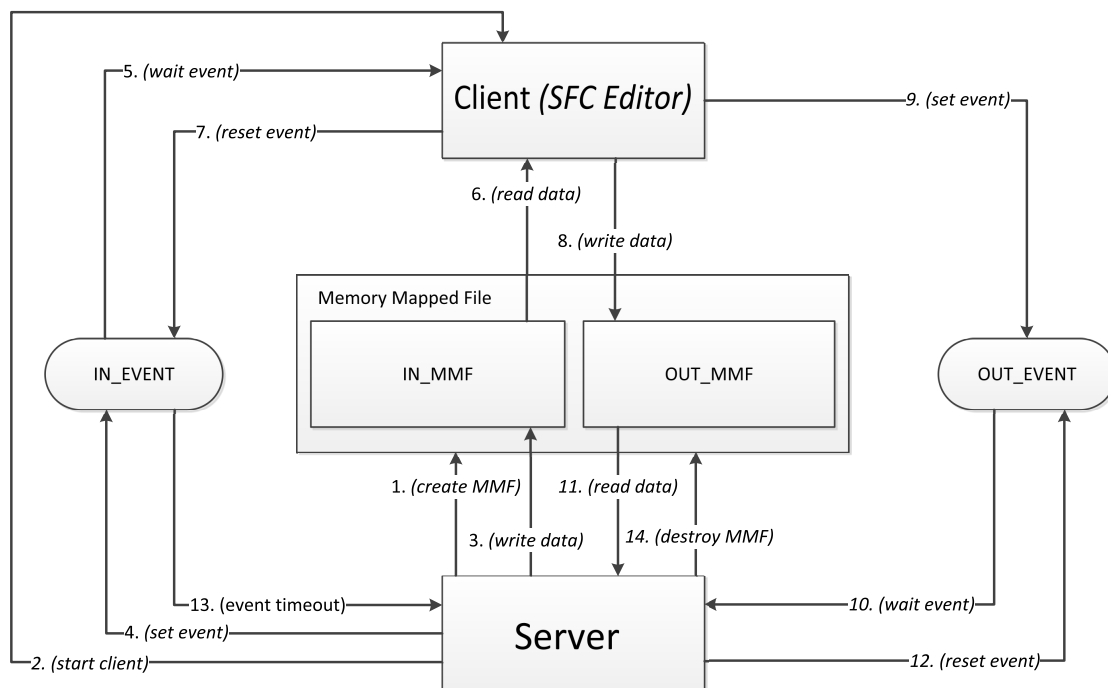 5. (wait event)
Client (SFC Editor)
9. (set event)
7. (reset event)
6. (read data)
8. (write data)
Memory Mapped File
IN_EVENT
IN_MMF
OUT_MMF
OUT_EVENT
1. (create MMF)
11. (read data)
3. (write data)
14. (destroy MMF)
13. (event timeout)
10. (wait event)
4. (set event)
Server
2. (start client)
12. (reset event)